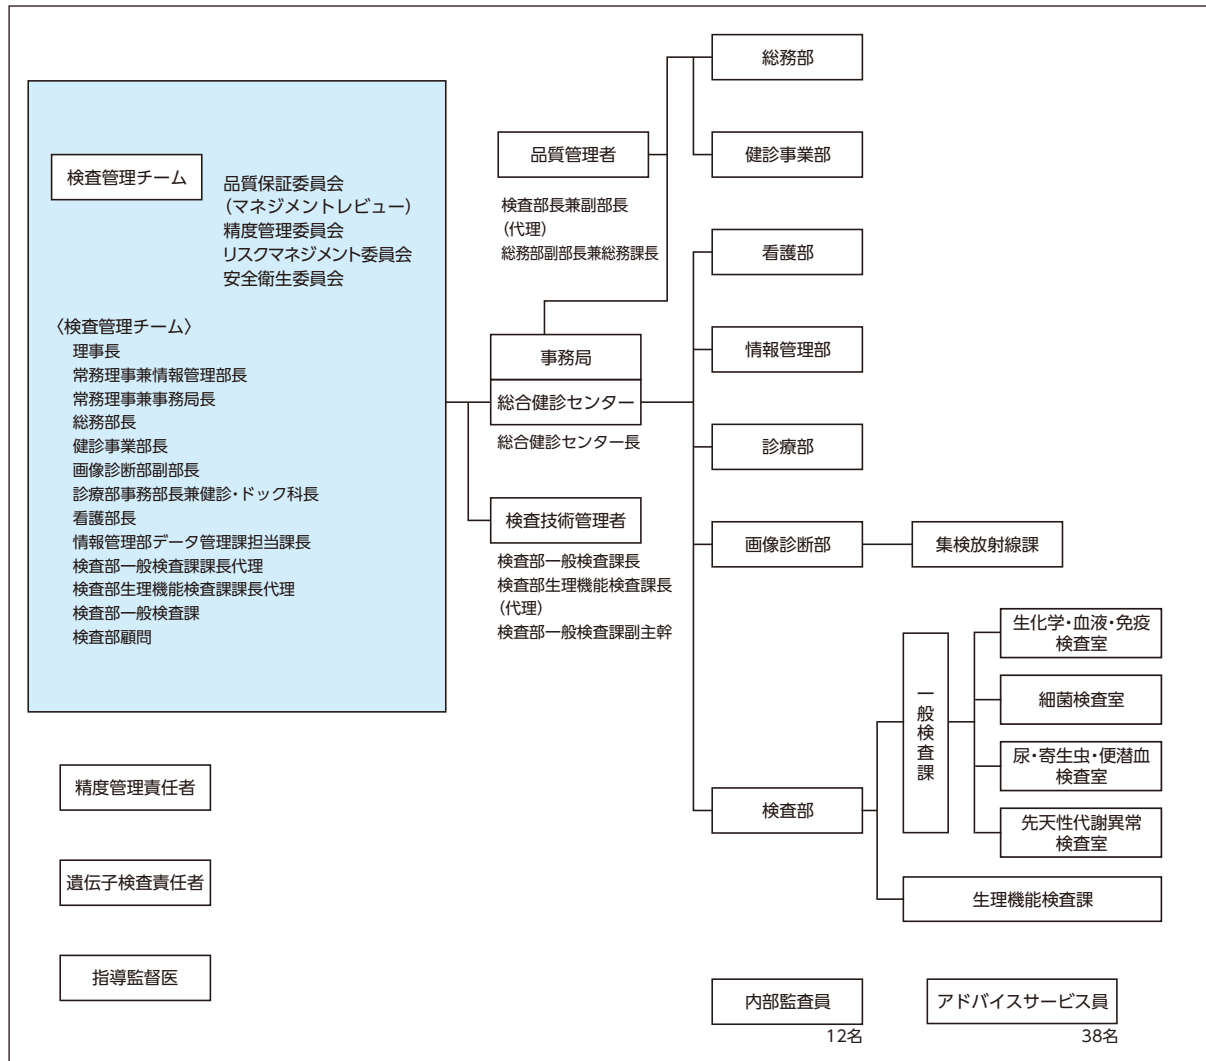 検査管理チーム
品質保証委員会
(マネジメントレビュー)
精度管理委員会
リスクマネジメント委員会
安全衛生委員会
〈検査管理チーム〉
理事長
常務理事兼情報管理部長
常務理事兼事務局長
総務部長
健診事業部長
画像診断部副部長
診療部事務部長兼健診・ドック科長
看護部長
情報管理部データ管理課担当課長
検査部一般検査課課長代理
検査部生理機能検査課課長代理
検査部一般検査課
検査部顧問
精度管理責任者
遺伝子検査責任者
指導監督医
品質管理者
検査部長兼副部長
(代理)
総務部副部長兼総務課長
事務局
総合健診センター
総合健診センター長
検査技術管理者
検査部一般検査課長
検査部生理機能検査課長
(代理)
検査部一般検査課副主幹
総務部
健診事業部
看護部
情報管理部
診療部
画像診断部
集検放射線課
検査部
一般検査課
生化学・血液・免疫
検査室
細菌検査室
尿・寄生虫・便潜血
検査室
先天性代謝異常
検査室
生理機能検査課
内部監査員
12名
アドバイスサービス員
38名